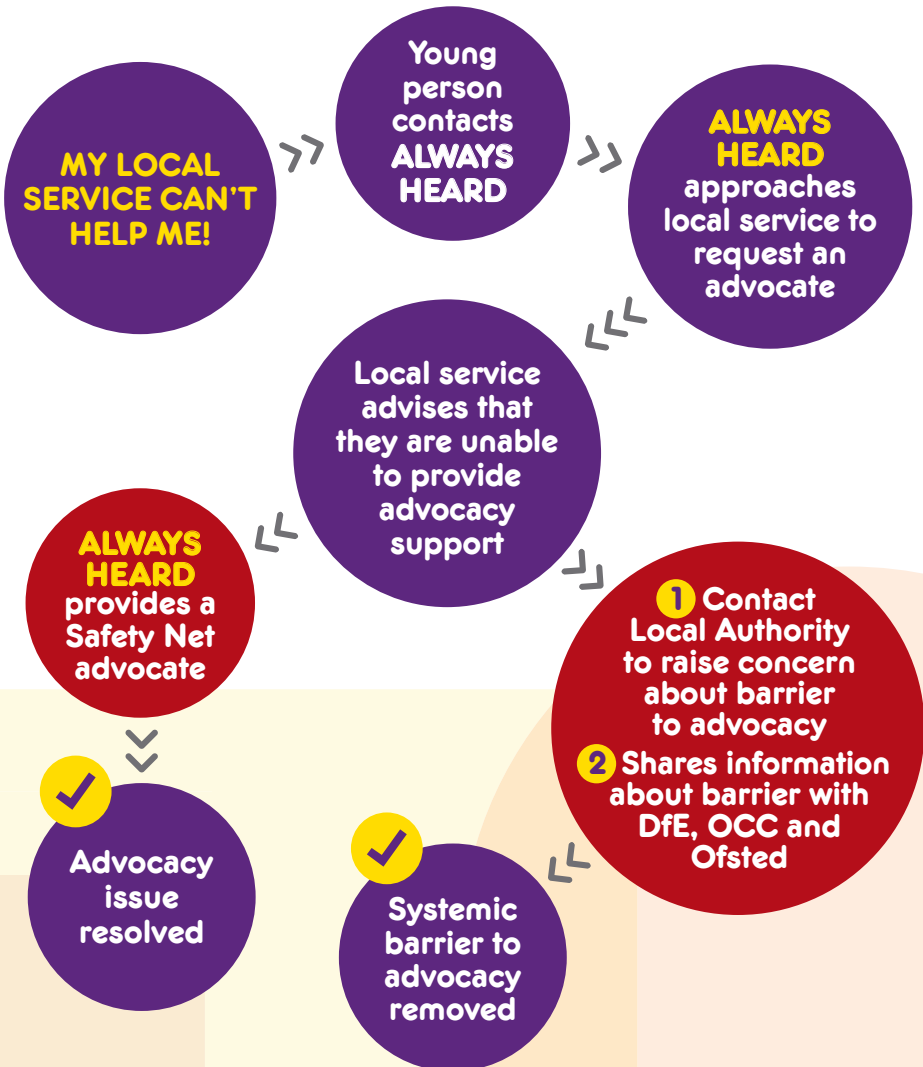 MY LOCAL
SERVICE CAN'T
HELP ME!
Young
person
contacts
ALWAYS
HEARD
ALWAYS
HEARD
approaches
local service to
request an
advocate
Local service
advises that
they are unable
to provide
advocacy
support
ALWAYS
HEARD
provides a
Safety Net
advocate
1 Contact
Local Authority
to raise concern
about barrier
to advocacy
2 Shares information
about barrier with
DfE, OCC and
Ofsted
Advocacy
issue
resolved
Systemic
barrier to
advocacy
removed